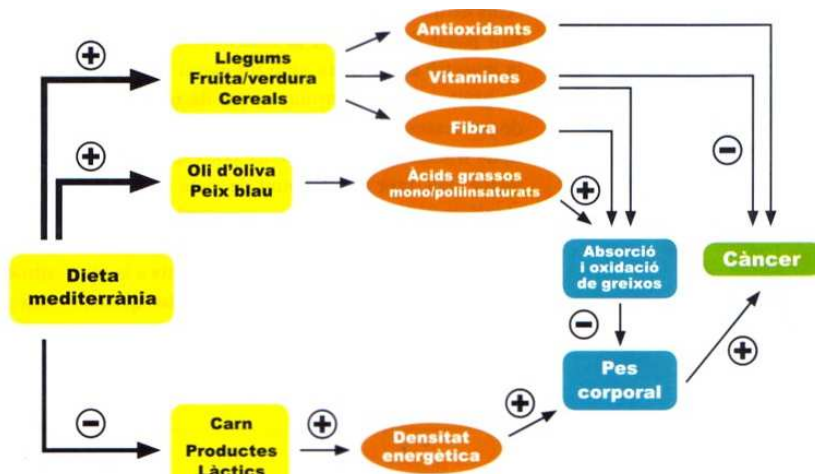 Antioxidants
Llegums
Fruita/verdura
Cereals
Vitamines
Fibra
Oli d'oliva
Peix blau
Àcids grassos
mono/poliinsaturats
Absorció
i oxidació
de greixos
Càncer
Dieta
mediterrània
Pes
corporal
Carn
Productes
Làctics
Densitat
energètica